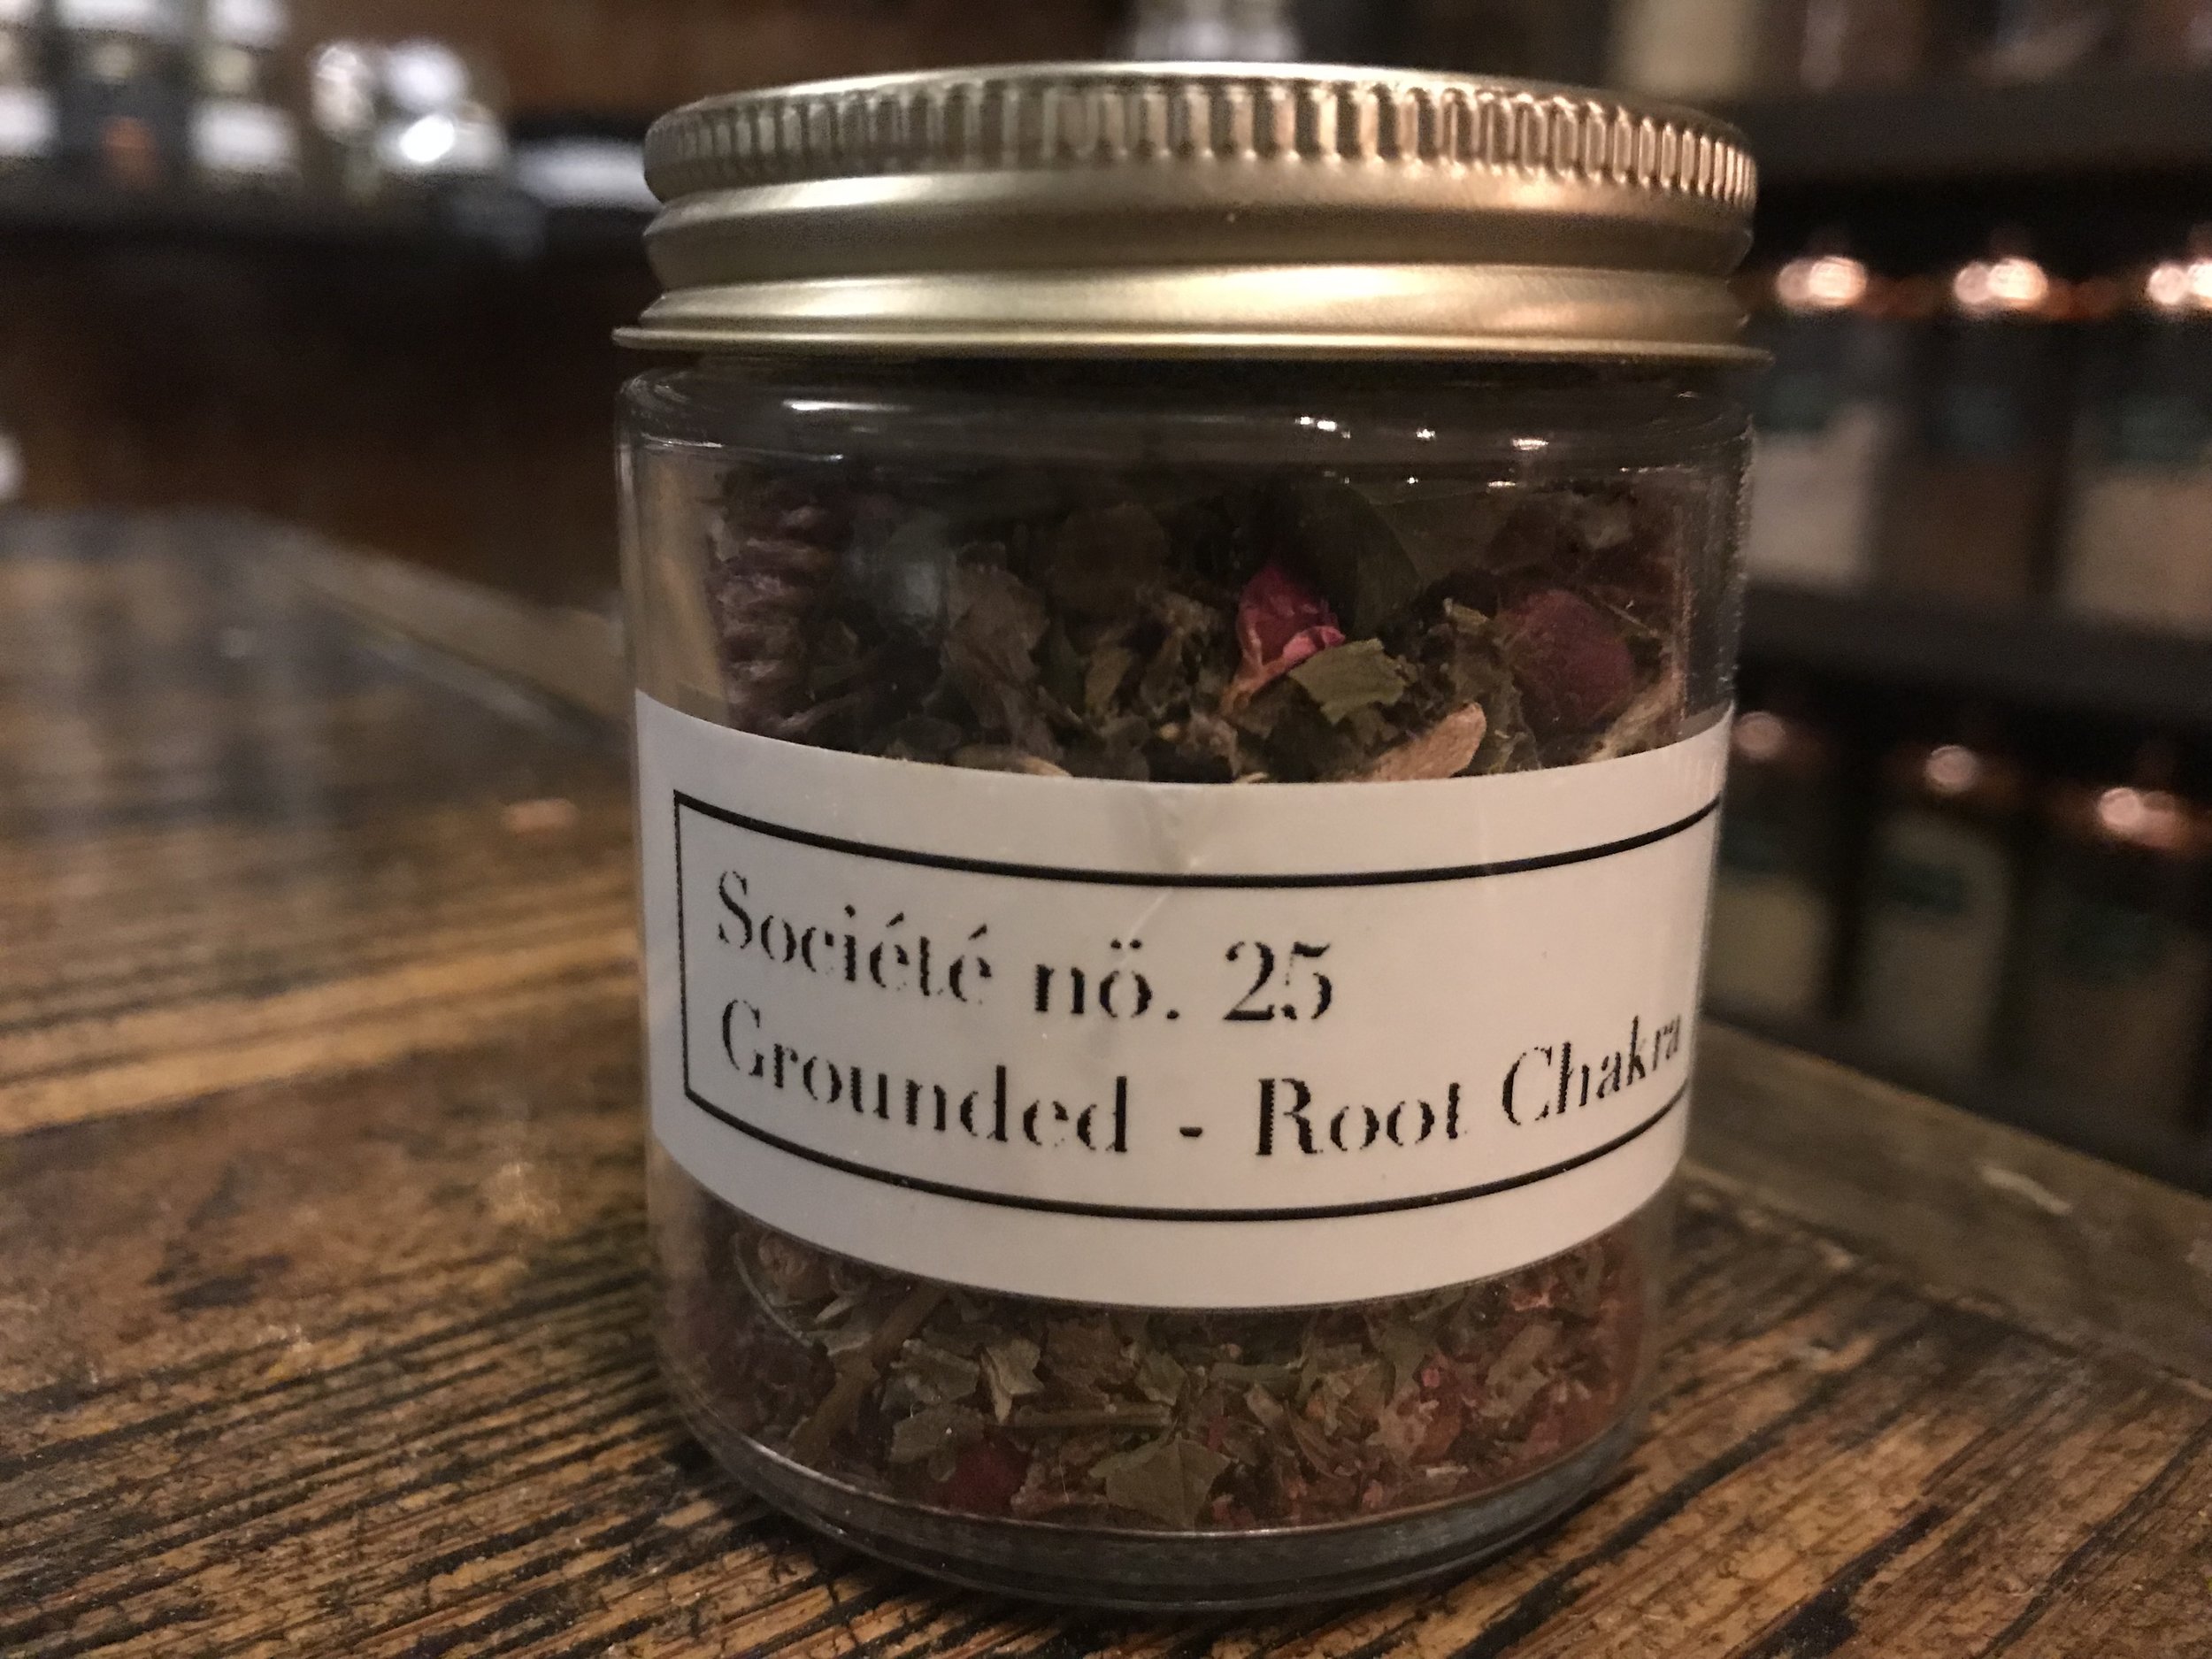 Société nö. 25
Grounded - Root Chakra